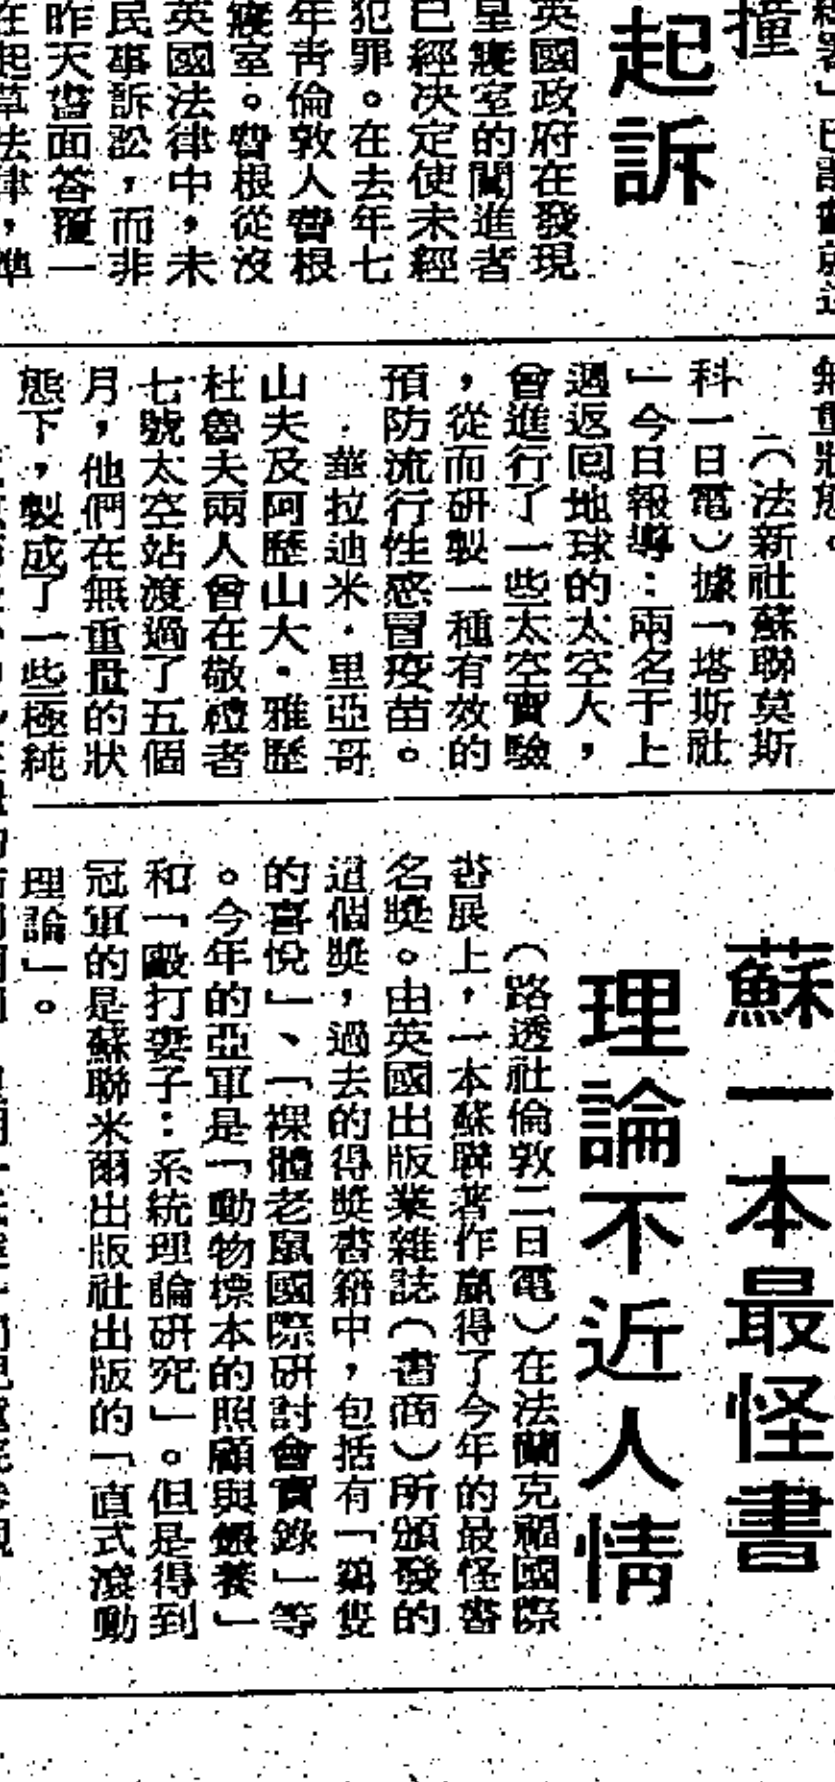 撞
起訴
英國政府在發現
皇寢室的闖進者
已經決定使未經
犯罪。在去年七
年青倫敦人費根
寢室。費根從沒
英國法律中，未
民事訴訟，而非
昨天書面答覆一
在起草法律，準
無重狀態。
（法新社蘇聯莫斯
科一日電）據「塔斯社
」今日報導：兩名于上
週返回地球的太空人，
曾進行了一些太空實驗
，從而研製一種有效的
預防流行性感冒疫苗。
華拉迪米・里亞哥
山夫及阿歷山大・雅歷
杜魯夫兩人曾在敬禮者
七號太空站渡過了五個
月，他們在無重量的狀
態下，製成了一些極純
蘇一本最怪書
理論不近人情
（路透社倫敦二日電）在法蘭克福國際
書展上，一本蘇聯著作贏得了今年的最怪書
名獎。由英國出版業雜誌（書商）所頒發的
這個獎，過去的得獎書籍中，包括有「鷄隻
的喜悅」、「裸體老鼠國際研討會實錄」等
。今年的亞軍是「動物標本的照顧與餵養」
和「毆打妻子：系統理論研究」。但是得到
冠軍的是蘇聯米爾出版社出版的「直式滾動
理論」。